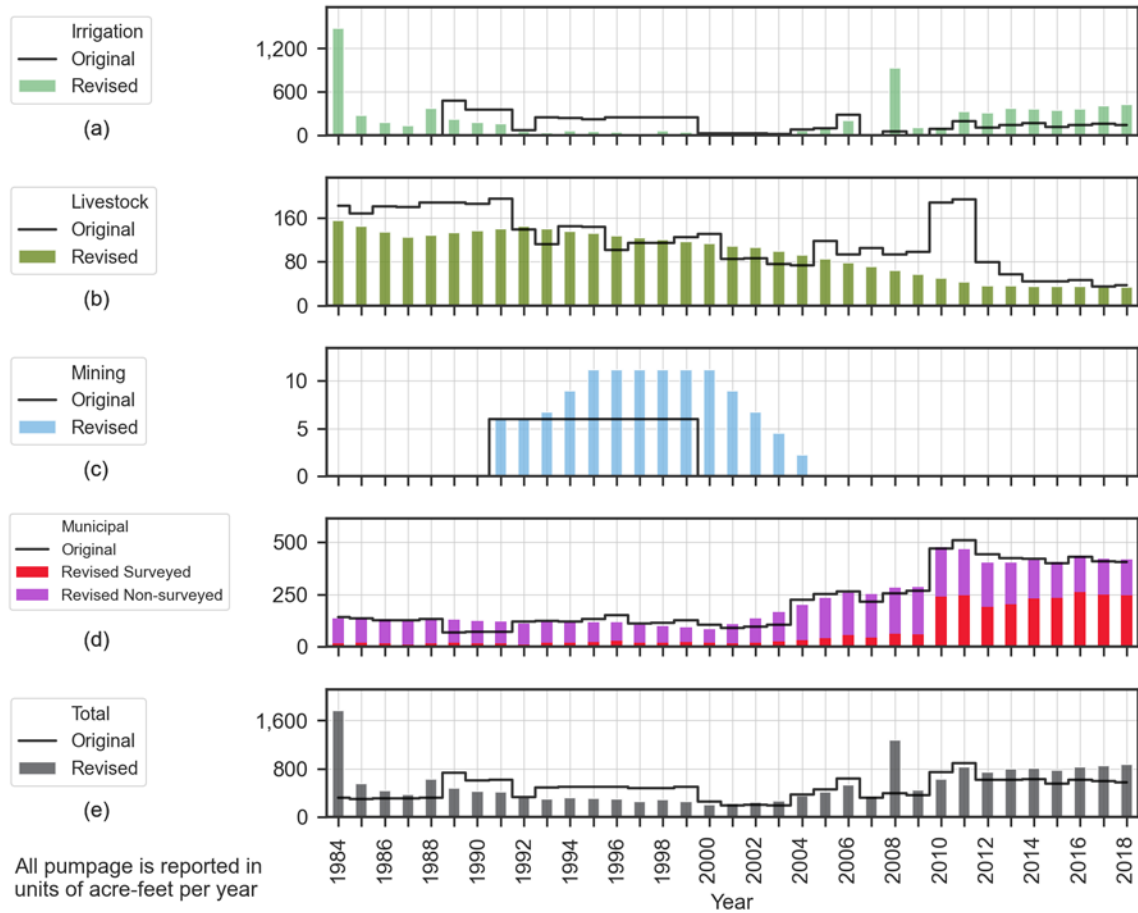 Irrigation
Original
Revised
(a)
1,200
600
0
Livestock
Original
Revised
(b)
160
80
0
Mining
Original
Revised
(c)
10
5
0
Municipal
Original
Revised Surveyed
Revised Non-surveyed
(d)
500
250
0
Total
Original
Revised
(e)
1,600
800
0
1984 1986 1988 1990 1992 1994 1996 1998 2000 2002 2004 2006 2008 2010 2012 2014 2016 2018
Year
All pumpage is reported in
units of acre-feet per year